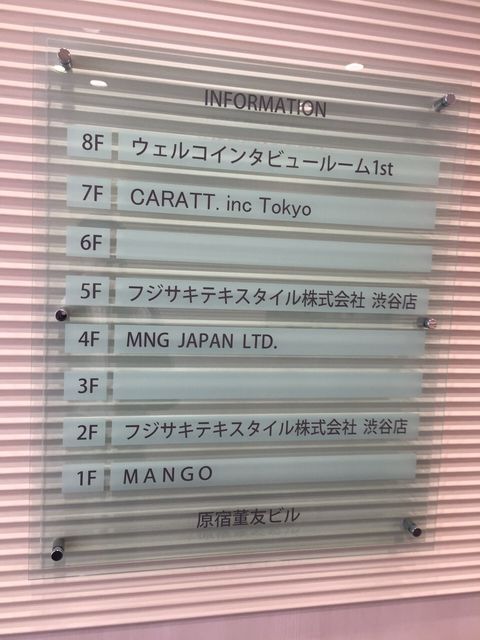 INFORMATION
8F ウェルコインタビュールーム1st
7F CARATT. inc Tokyo
6F
5F フジサキテキスタイル株式会社 渋谷店
4F MNG JAPAN LTD.
3F
2F フジサキテキスタイル株式会社 渋谷店
1F MANGO
原宿董友ビル